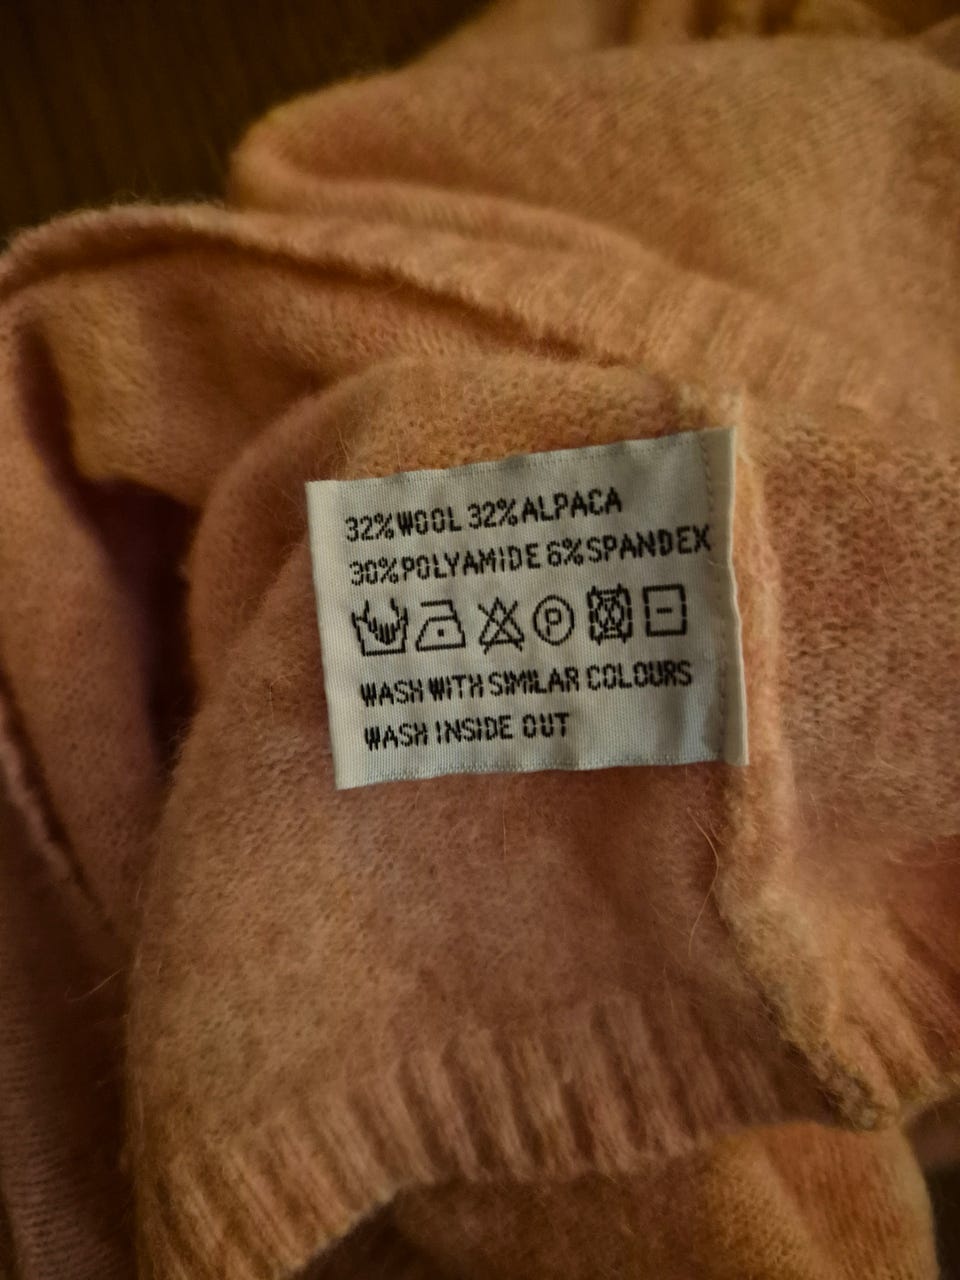 32%WOOL 32%ALPACA
30%POLYAMIDE 6%SPANDEX
P
WASH WITH SIMILAR COLOURS
WASH INSIDE OUT